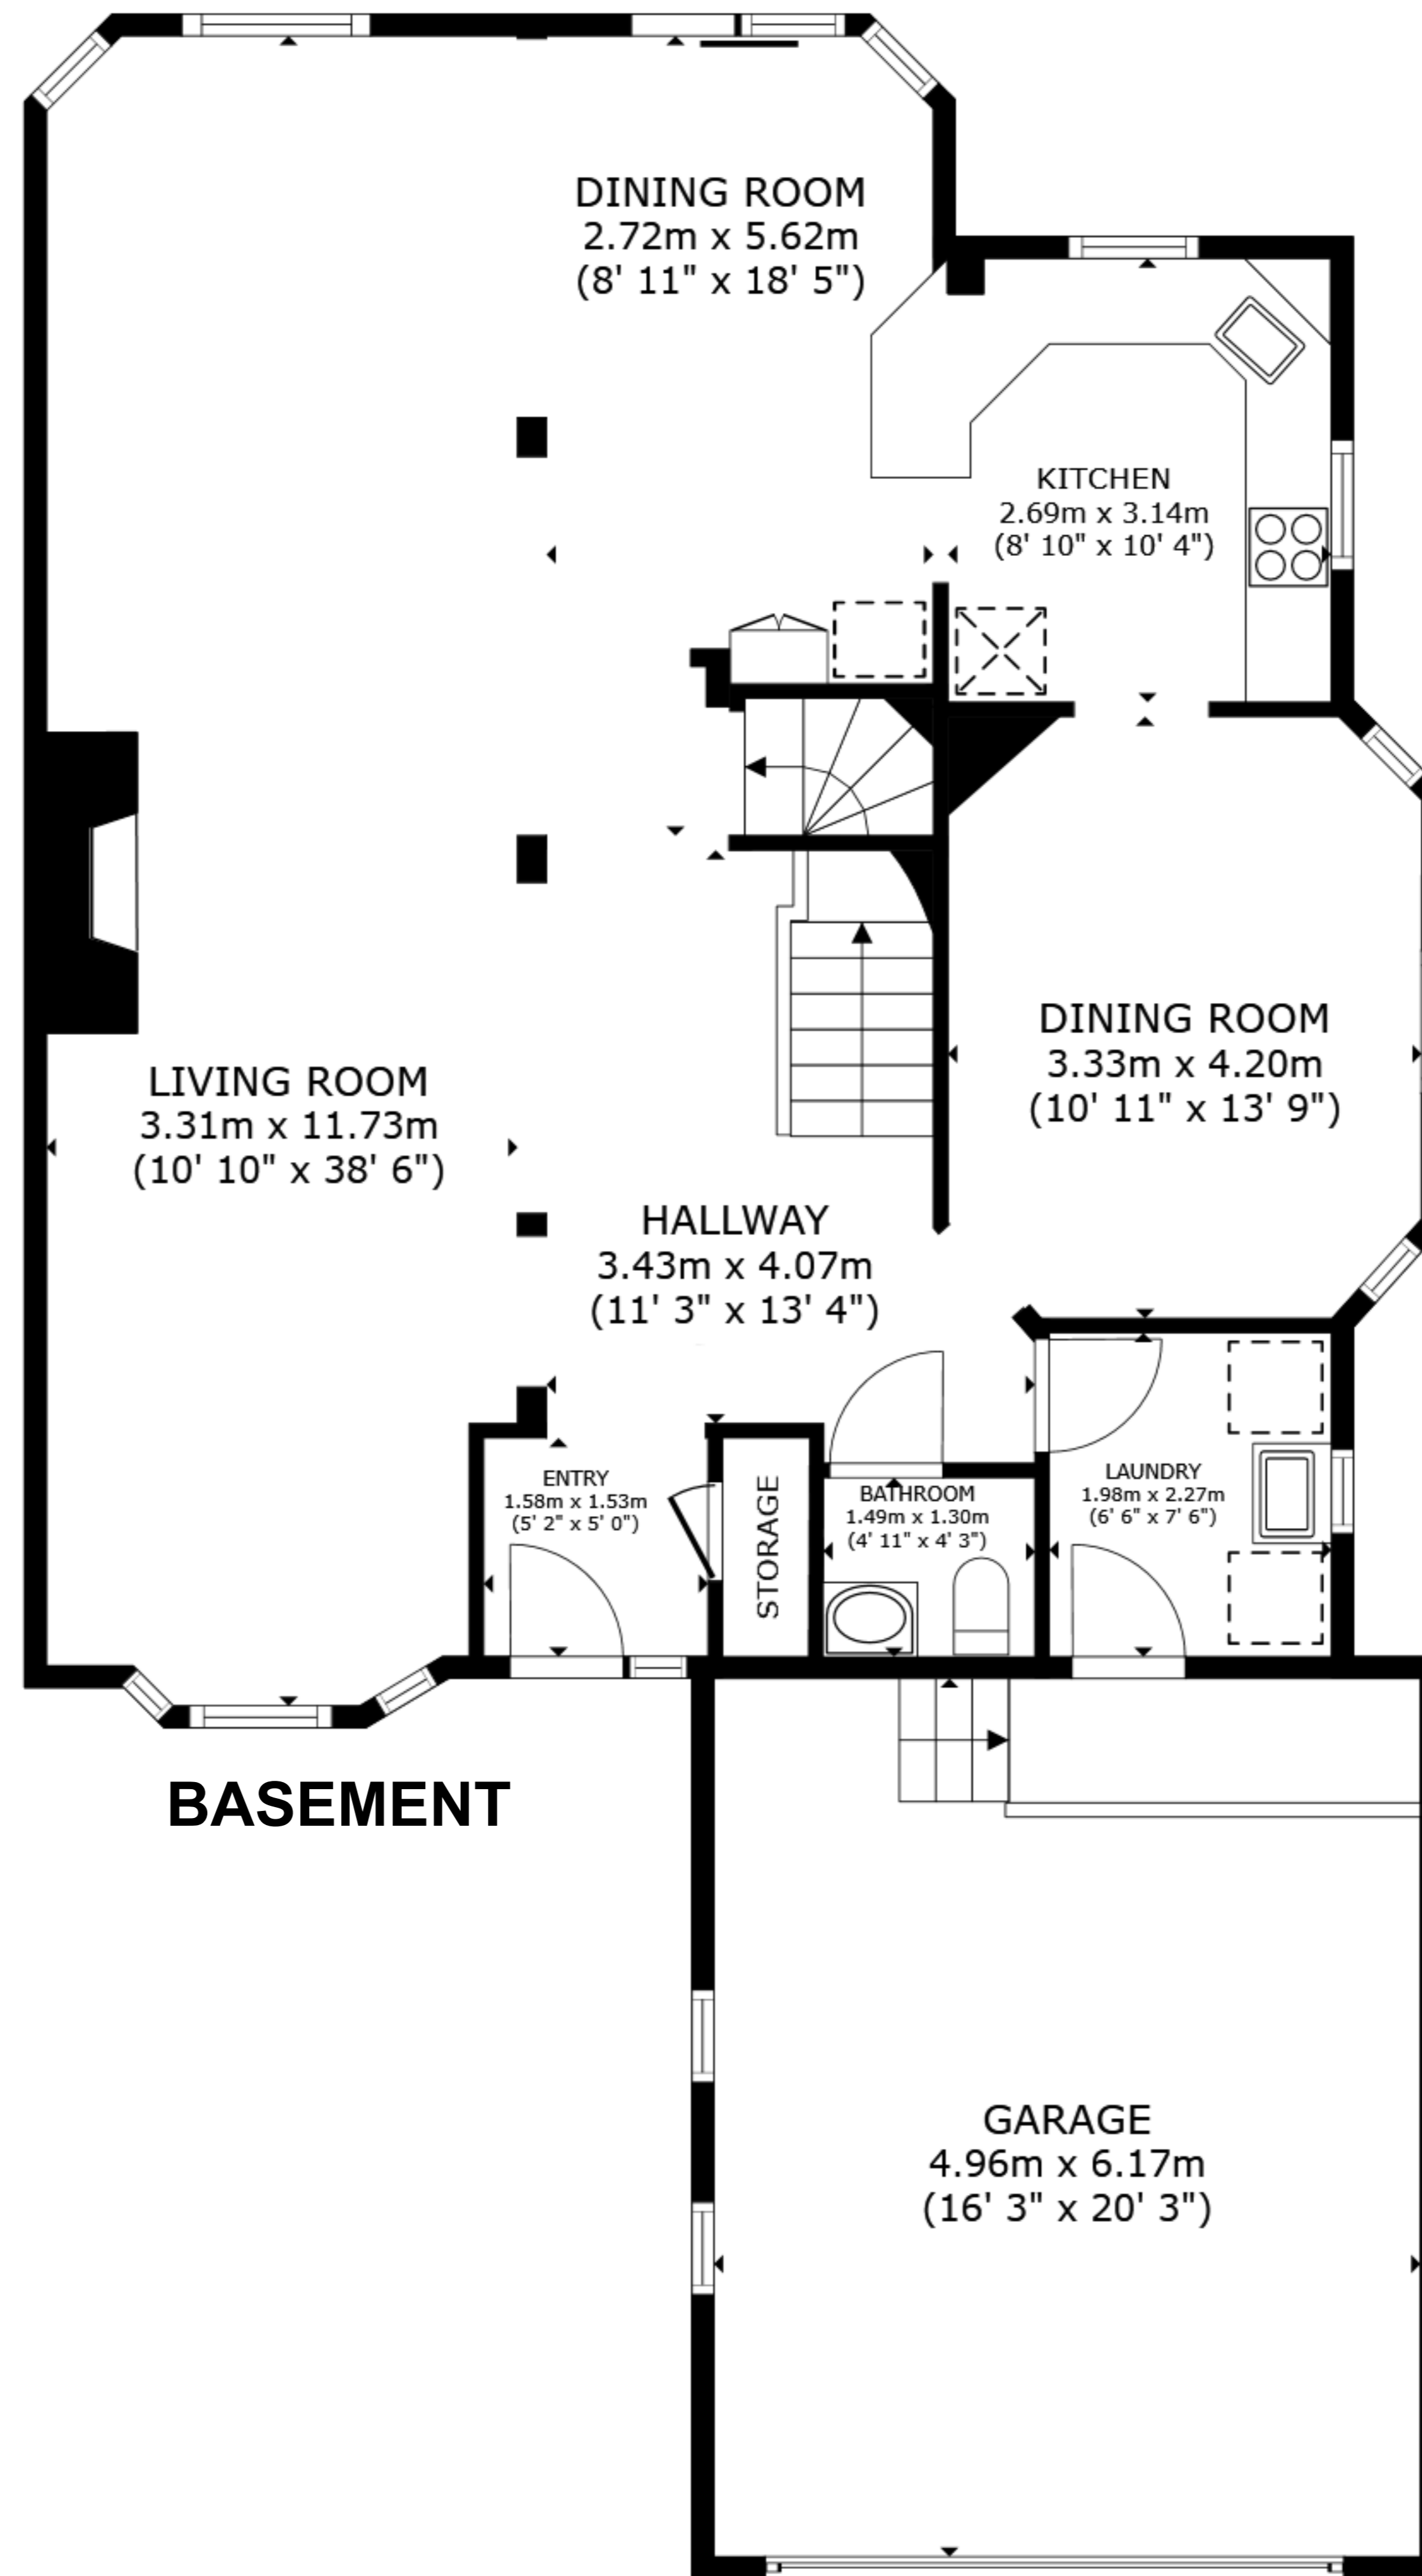 DINING ROOM
2.72m x 5.62m
(8' 11" x 18' 5")
KITCHEN
2.69m x 3.14m
(8' 10" x 10' 4")
DINING ROOM
3.33m x 4.20m
(10' 11" x 13' 9")
LIVING ROOM
3.31m x 11.73m
(10' 10" x 38' 6")
HALLWAY
3.43m x 4.07m
(11' 3" x 13' 4")
ENTRY
1.58m x 1.53m
(5' 2" x 5' 0")
STORAGE
BATHROOM
1.49m x 1.30m
(4' 11" x 4' 3")
LAUNDRY
1.98m x 2.27m
(6' 6" x 7' 6")
BASEMENT
GARAGE
4.96m x 6.17m
(16' 3" x 20' 3")